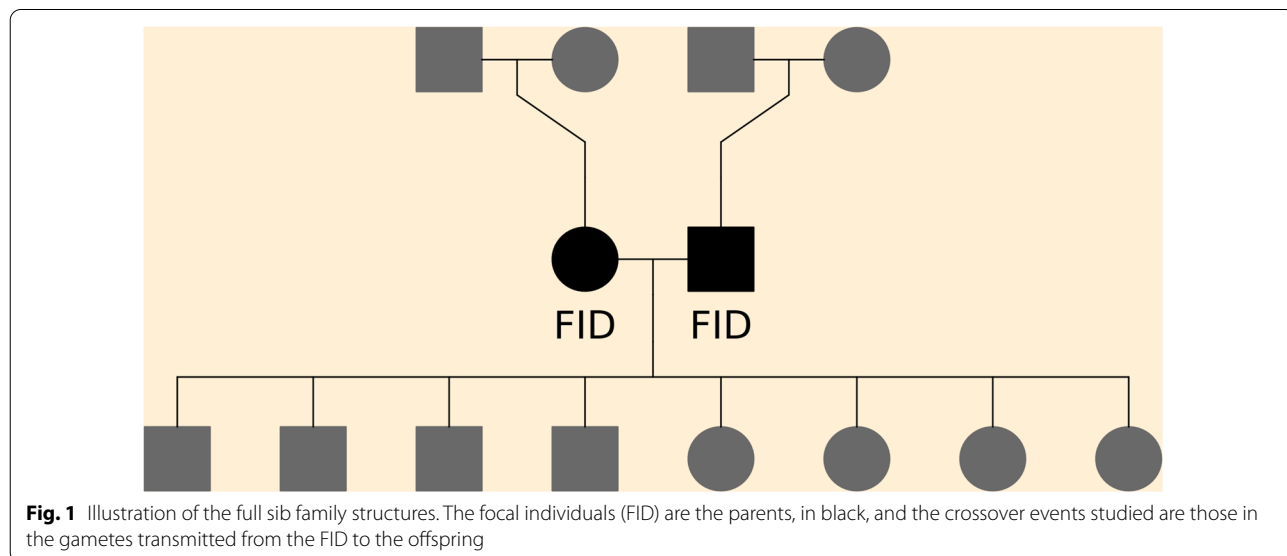 FID FID
Fig. 1 Illustration of the full sib family structures. The focal individuals (FID) are the parents, in black, and the crossover events studied are those in
the gametes transmitted from the FID to the offspring